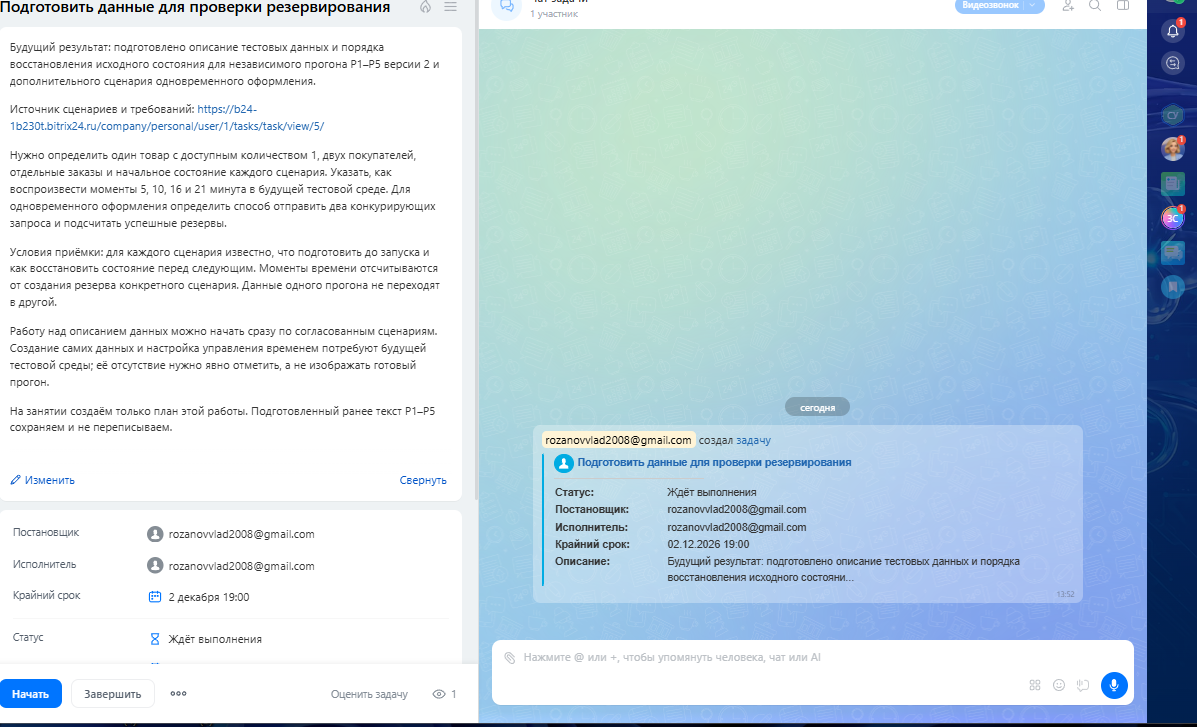 Подготовить данные для проверки резервирования
Будущий результат: подготовлено описание тестовых данных и порядка
восстановления исходного состояния для независимого прогона P1–P5 версии 2 и
дополнительного сценария одновременного оформления.
Источник сценариев и требований: https://b24-
1b230t.bitrix24.ru/company/personal/user/1/tasks/task/view/5/
Нужно определить один товар с доступным количеством 1, двух покупателей,
отдельные заказы и начальное состояние каждого сценария. Указать, как
воспроизвести моменты 5, 10, 16 и 21 минута в будущей тестовой среде. Для
одновременного оформления определить способ отправить два конкурирующих
запроса и подсчитать успешные резервы.
Условия приёмки: для каждого сценария известно, что подготовить до запуска и
как восстановить состояние перед следующим. Моменты времени отсчитываются
от создания резерва конкретного сценария. Данные одного прогона не переходят
в другой.
Работу над описанием данных можно начать сразу по согласованным сценариям.
Создание самих данных и настройка управления временем потребуют будущей
тестовой среды; её отсутствие нужно явно отметить, а не изображать готовый
прогон.
На занятии создаём только план этой работы. Подготовленный ранее текст P1–P5
сохраняем и не переписываем.
Изменить
Свернуть
Постановщик
rozanovvlad2008@gmail.com
Исполнитель
rozanovvlad2008@gmail.com
Крайний срок
2 декабря 19:00
Статус
Ждёт выполнения
Начать
Завершить
Оценить задачу
1
1 участник
Видеозвонок
сегодня
rozanovvlad2008@gmail.com создал задачу
Подготовить данные для проверки резервирования
Статус: Ждёт выполнения
Постановщик: rozanovvlad2008@gmail.com
Исполнитель: rozanovvlad2008@gmail.com
Крайний срок: 02.12.2026 19:00
Описание: Будущий результат: подготовлено описание тестовых данных и порядка
восстановления исходного состояни...
13:52
Нажмите @ или +, чтобы упомянуть человека, чат или AI
1
СУ
1
1
ЗС